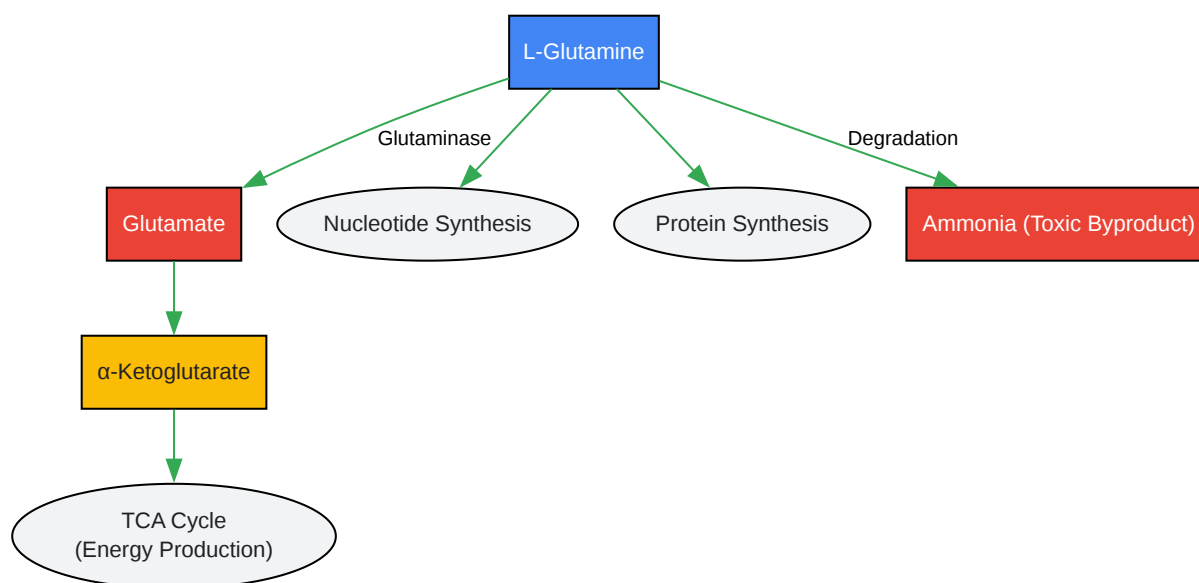 L-Glutamine
Glutaminase
Degradation
Glutamate
Nucleotide Synthesis
Protein Synthesis
Ammonia (Toxic Byproduct)
α-Ketoglutarate
TCA Cycle
(Energy Production)